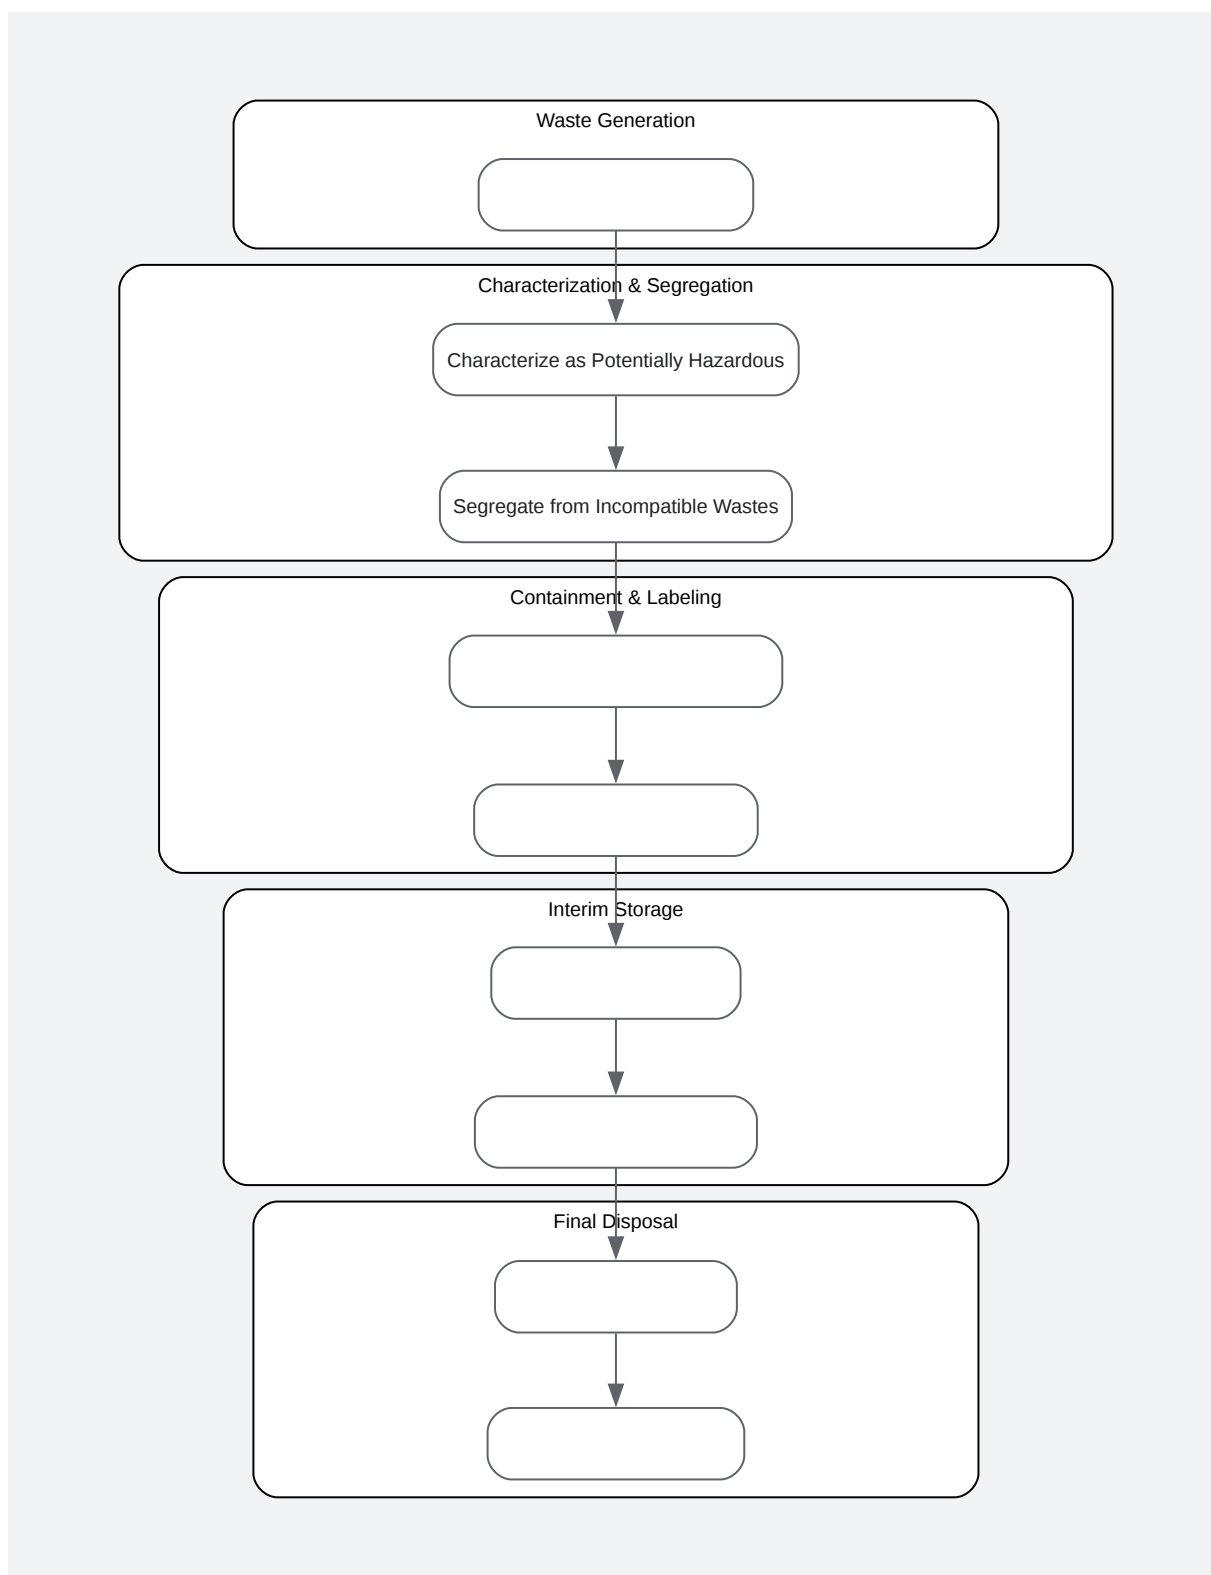 Waste Generation
Characterization & Segregation
Characterize as Potentially Hazardous
Segregate from Incompatible Wastes
Containment & Labeling
Interim Storage
Final Disposal